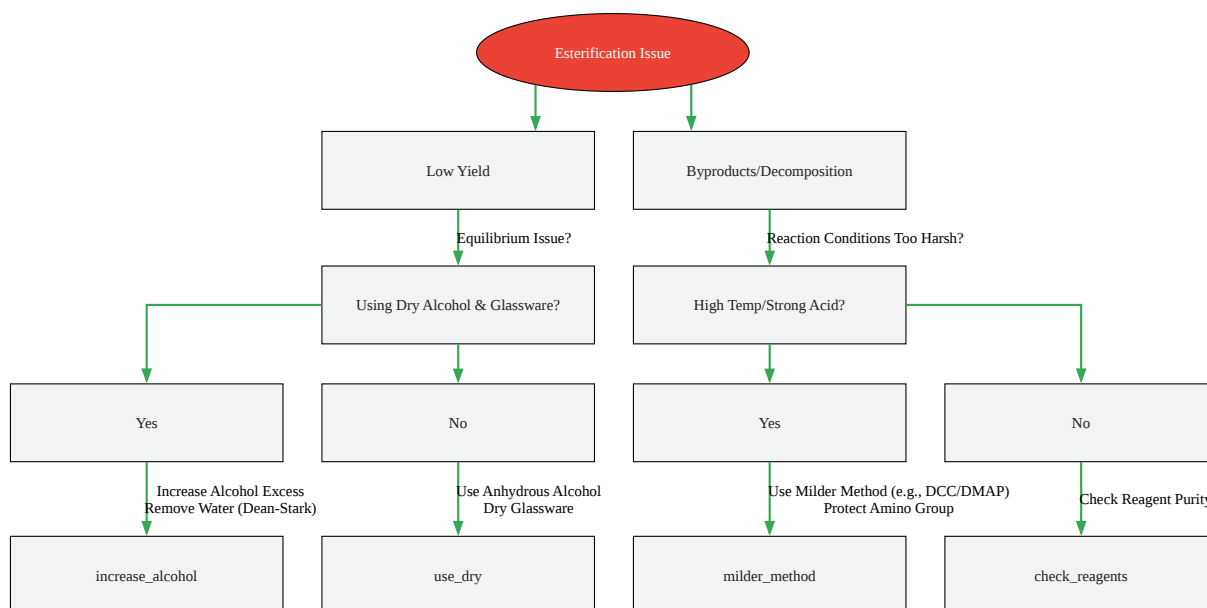 Esterification Issue
Low Yield
Byproducts/Decomposition
Equilibrium Issue?
Reaction Conditions Too Harsh?
Using Dry Alcohol & Glassware?
High Temp/Strong Acid?
Yes
No
Yes
No
Increase Alcohol Excess
Remove Water (Dean-Stark)
Use Anhydrous Alcohol
Dry Glassware
Use Milder Method (e.g., DCC/DMAP)
Protect Amino Group
Check Reagent Purity
increase_alcohol
use_dry
milder_method
check_reagents